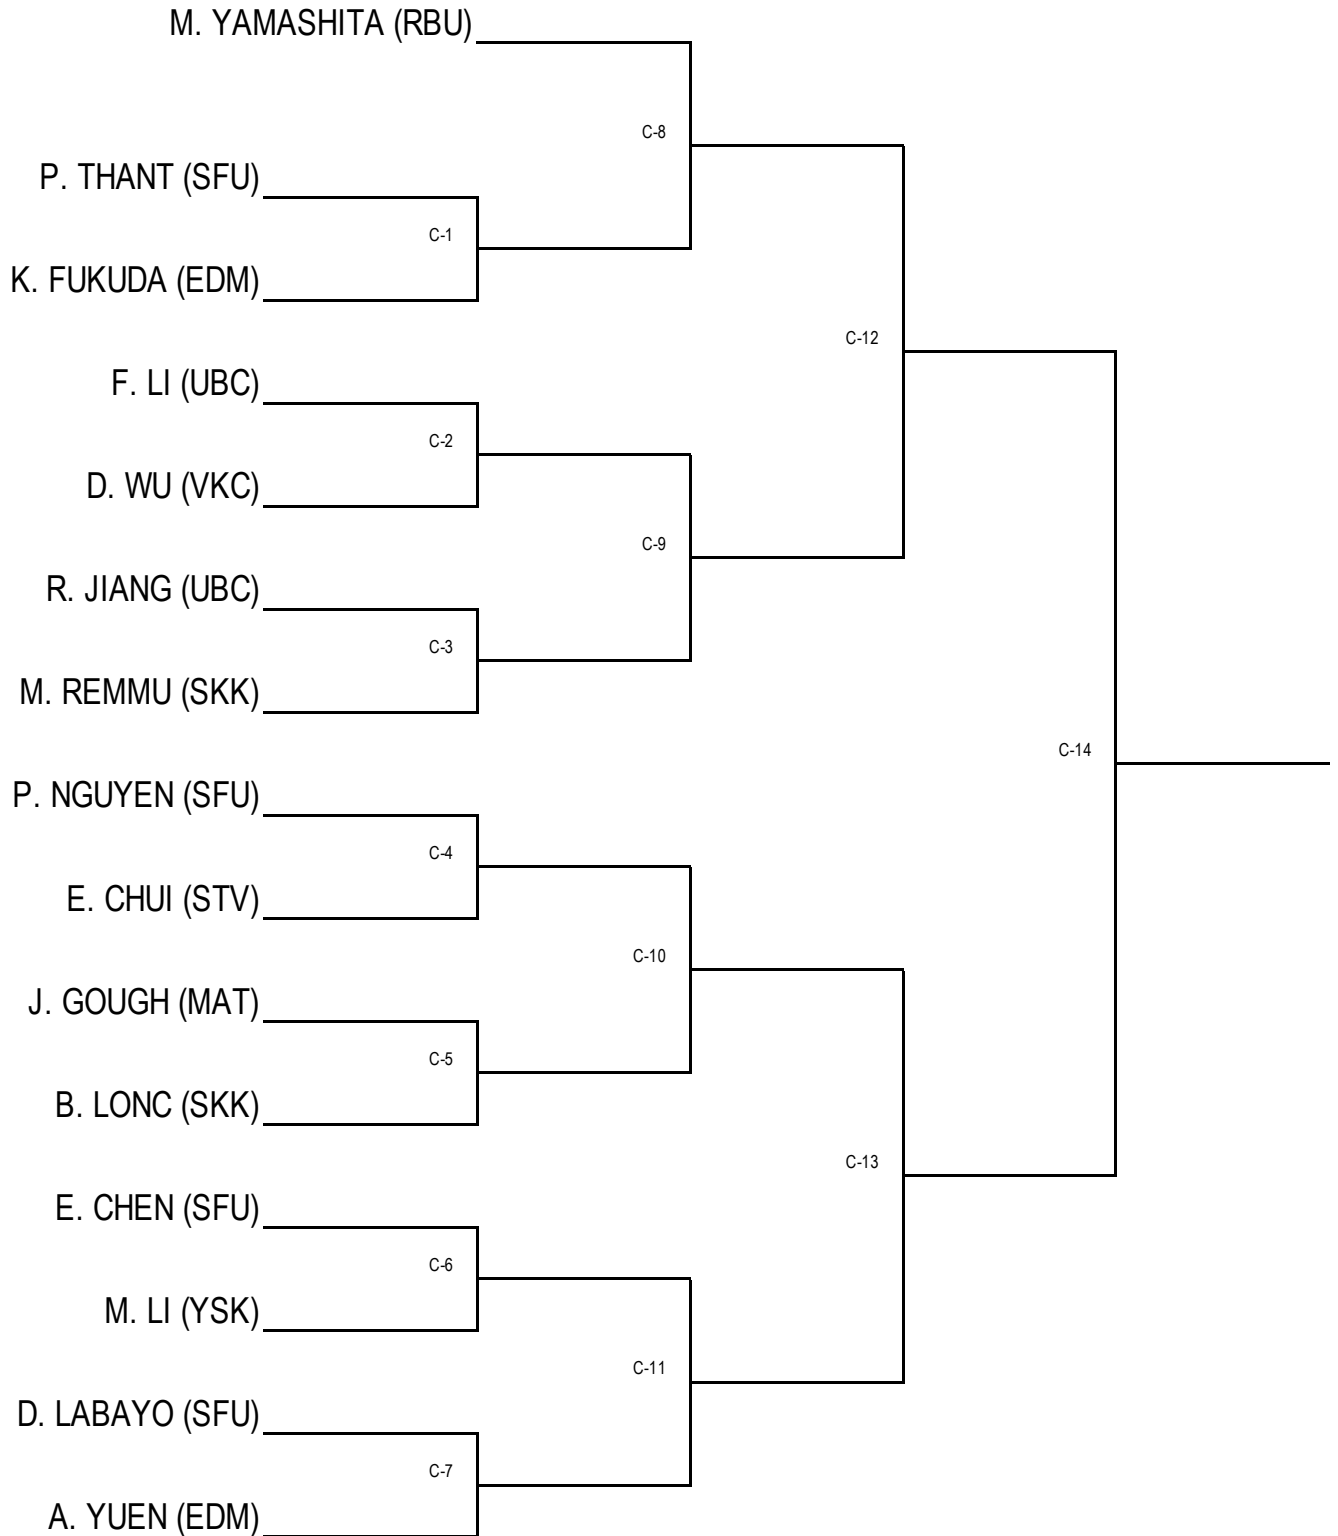 M. YAMASHITA (RBU)
C-8
P. THANT (SFU)
C-1
K. FUKUDA (EDM)
C-12
F. LI (UBC)
C-2
D. WU (VKC)
C-9
R. JIANG (UBC)
C-3
M. REMMU (SKK)
C-14
P. NGUYEN (SFU)
C-4
E. CHUI (STV)
C-10
J. GOUGH (MAT)
C-5
B. LONC (SKK)
C-13
E. CHEN (SFU)
C-6
M. LI (YSK)
C-11
D. LABAYO (SFU)
C-7
A. YUEN (EDM)